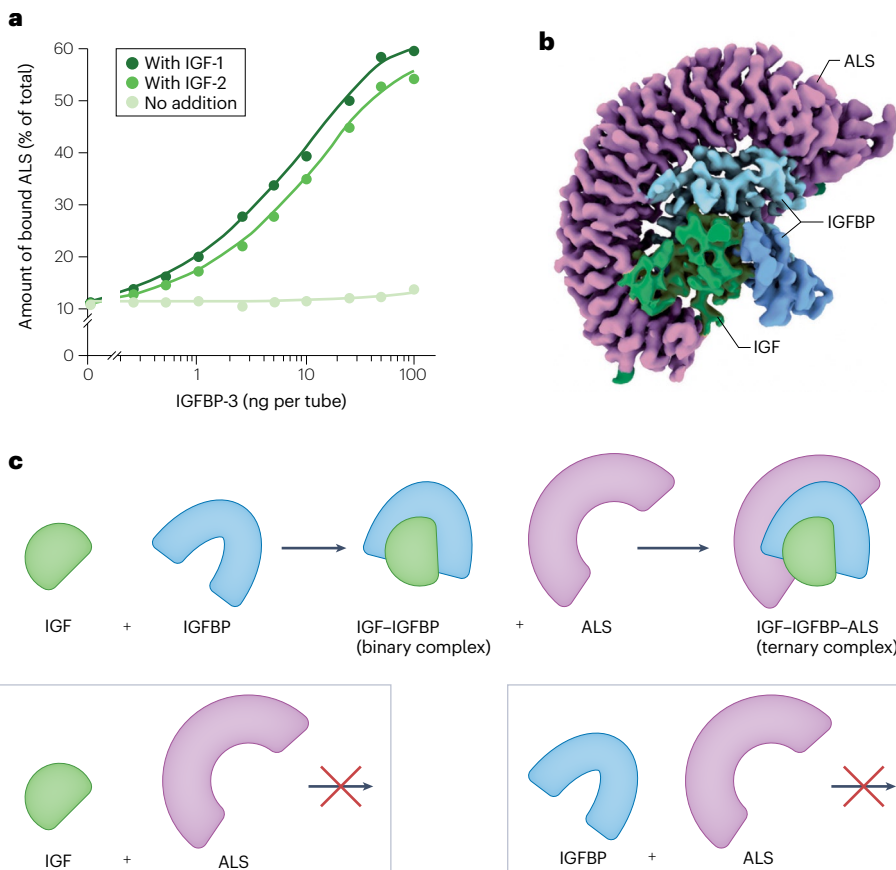 a
60
50
40
30
20
10
0
Amount of bound ALS (% of total)
With IGF-1
With IGF-2
No addition
0
1
10
100
IGFBP-3 (ng per tube)
b
ALS
IGFBP
IGF
c
IGF
+
IGFBP
IGF–IGFBP
(binary complex)
+
ALS
IGF–IGFBP–ALS
(ternary complex)
IGF
+
ALS
IGFBP
+
ALS